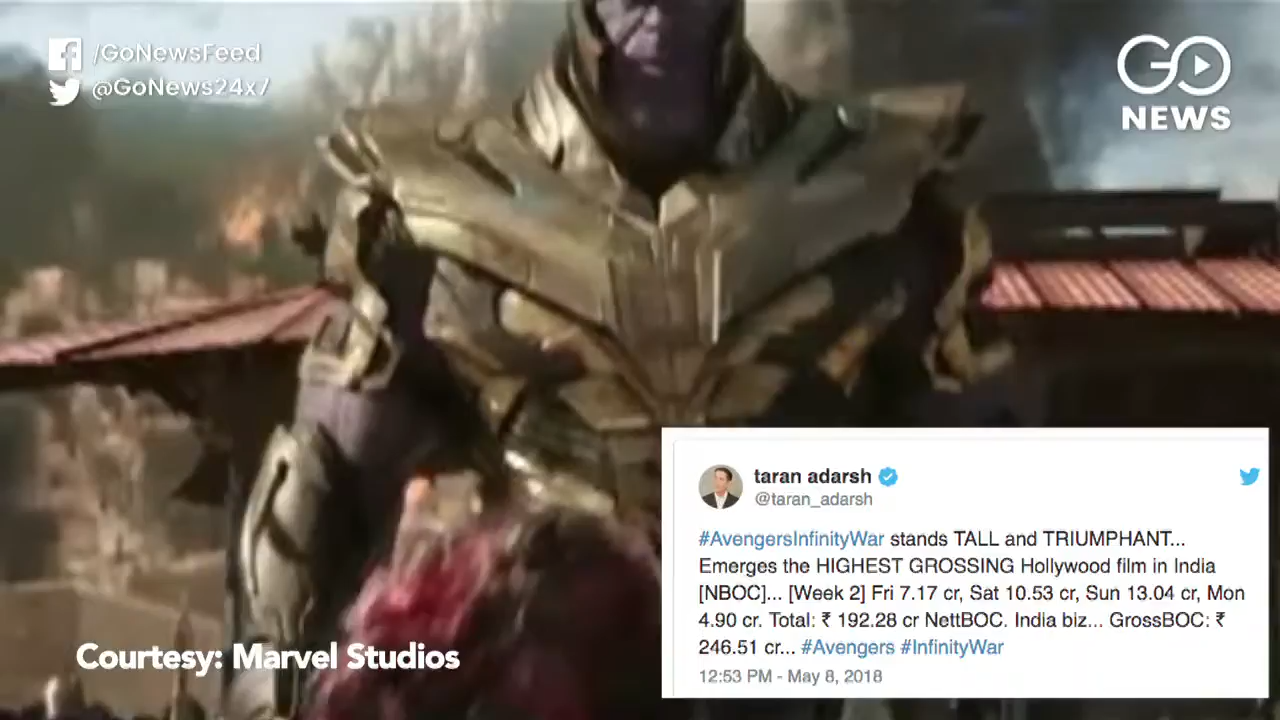 /GoNewsFeed
@GoNews24x7
GO
NEWS
taran adarsh
@taran_adarsh
#AvengersInfinityWar stands TALL and TRIUMPHANT...
Emerges the HIGHEST GROSSING Hollywood film in India
[NBOC]... [Week 2] Fri 7.17 cr, Sat 10.53 cr, Sun 13.04 cr, Mon
4.90 cr. Total: ₹ 192.28 cr NettBOC. India biz... GrossBOC: ₹
246.51 cr... #Avengers #InfinityWar
12:53 PM - May 8, 2018
Courtesy: Marvel Studios